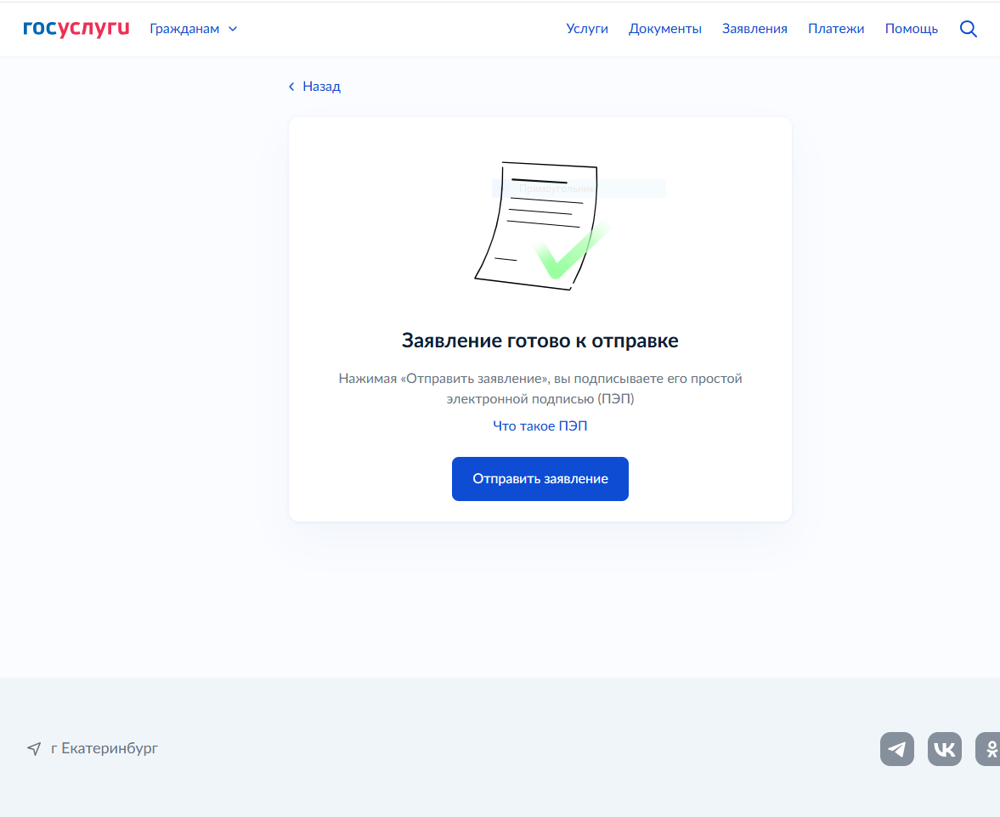 госуслуги Гражданам Услуги Документы Заявления Платежи Помощь
Назад
Прямоугольник
Заявление готово к отправке
Нажимая «Отправить заявление», вы подписываете его простой
электронной подписью (ПЭП)
Что такое ПЭП
Отправить заявление
г Екатеринбург